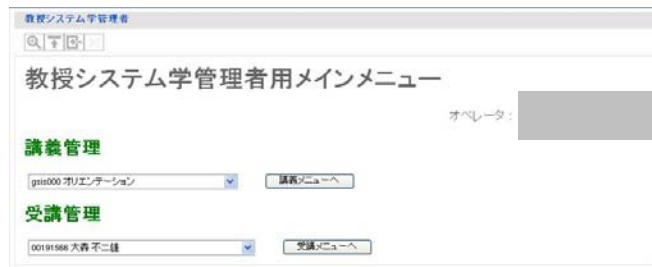 教授システム学管理者
教授システム学管理者用メインメニュー
オペレータ：
講義管理
gsis000 オリエンテーション 講義メニューへ
受講管理
00191566 大森 不二雄 受講メニューへ